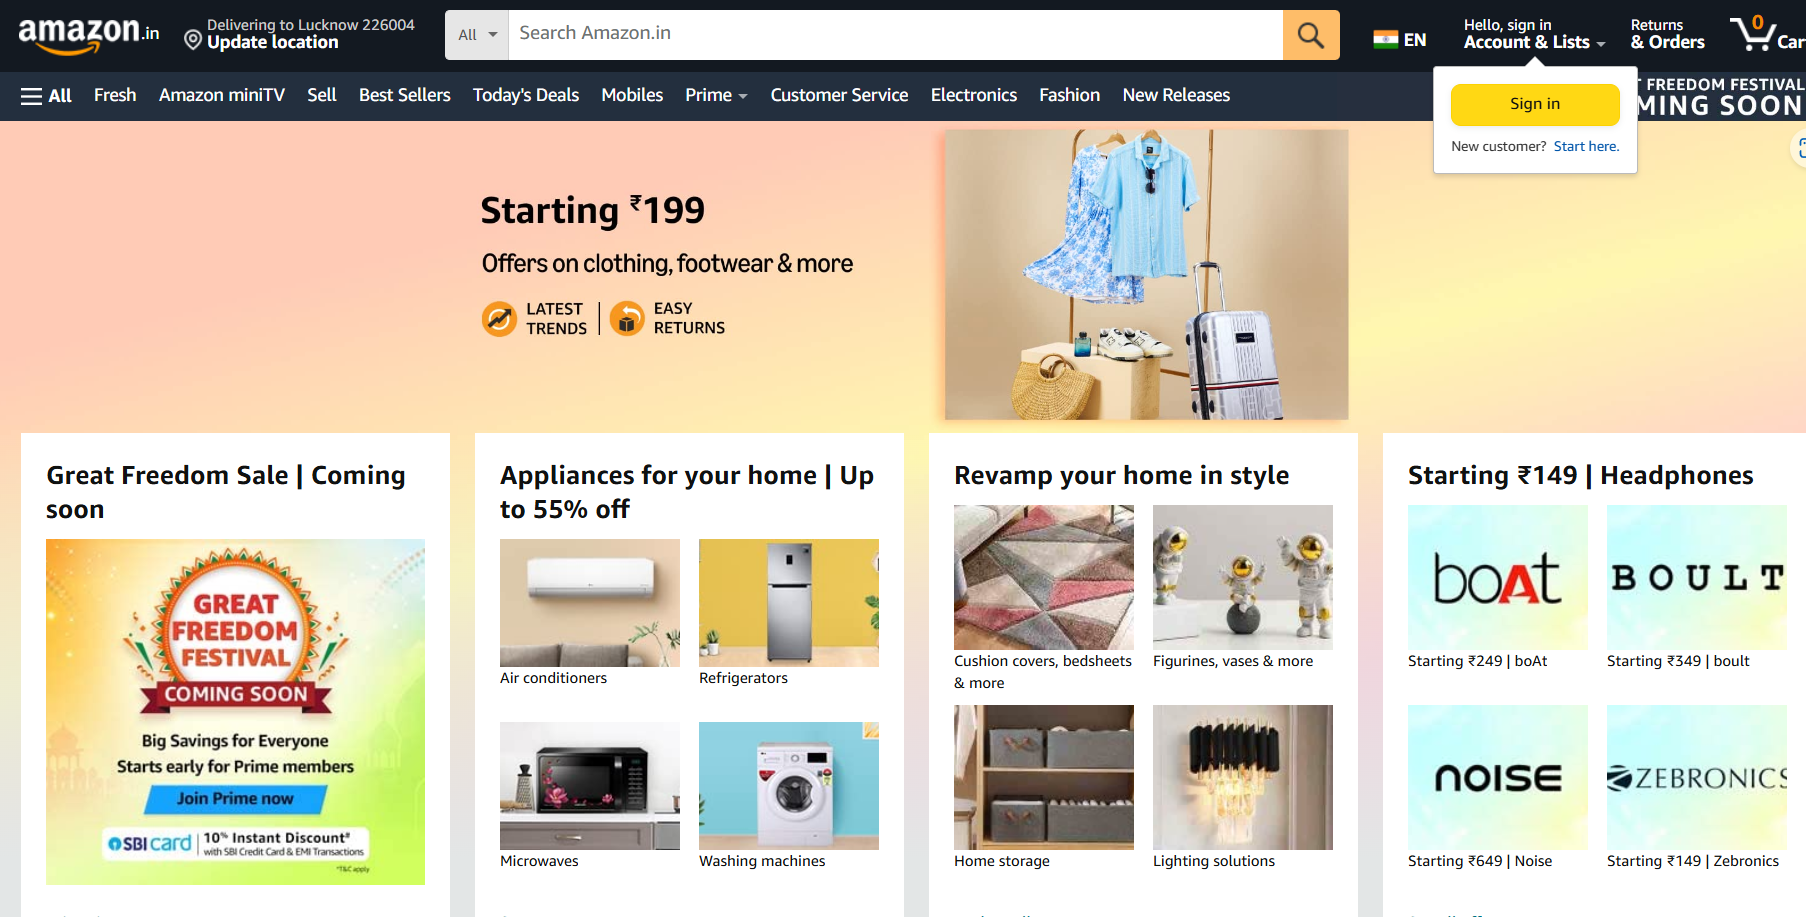 amazon.in
Delivering to Lucknow 226004
Update location
All
Search Amazon.in
EN
Hello, sign in
Account & Lists
Returns
& Orders
0
Car
All
Fresh
Amazon miniTV
Sell
Best Sellers
Today's Deals
Mobiles
Prime
Customer Service
Electronics
Fashion
New Releases
T FREEDOM FESTIVAL
MING SOON
Sign in
New customer? Start here.
Starting ₹199
Offers on clothing, footwear & more
LATEST
TRENDS
EASY
RETURNS
Great Freedom Sale | Coming
soon
GREAT
FREEDOM
FESTIVAL
COMING SOON
Big Savings for Everyone
Starts early for Prime members
Join Prime now
SBI card
10% Instant Discount#
with SBI Credit Card & EMI Transactions
*T&C apply
Appliances for your home | Up
to 55% off
Air conditioners
Refrigerators
Microwaves
Washing machines
Revamp your home in style
Cushion covers, bedsheets
& more
Figurines, vases & more
Home storage
Lighting solutions
Starting ₹149 | Headphones
boAt
BOULT
Starting ₹249 | boAt
Starting ₹349 | boult
NOISE
ZEBRONICS
Starting ₹649 | Noise
Starting ₹149 | Zebronics